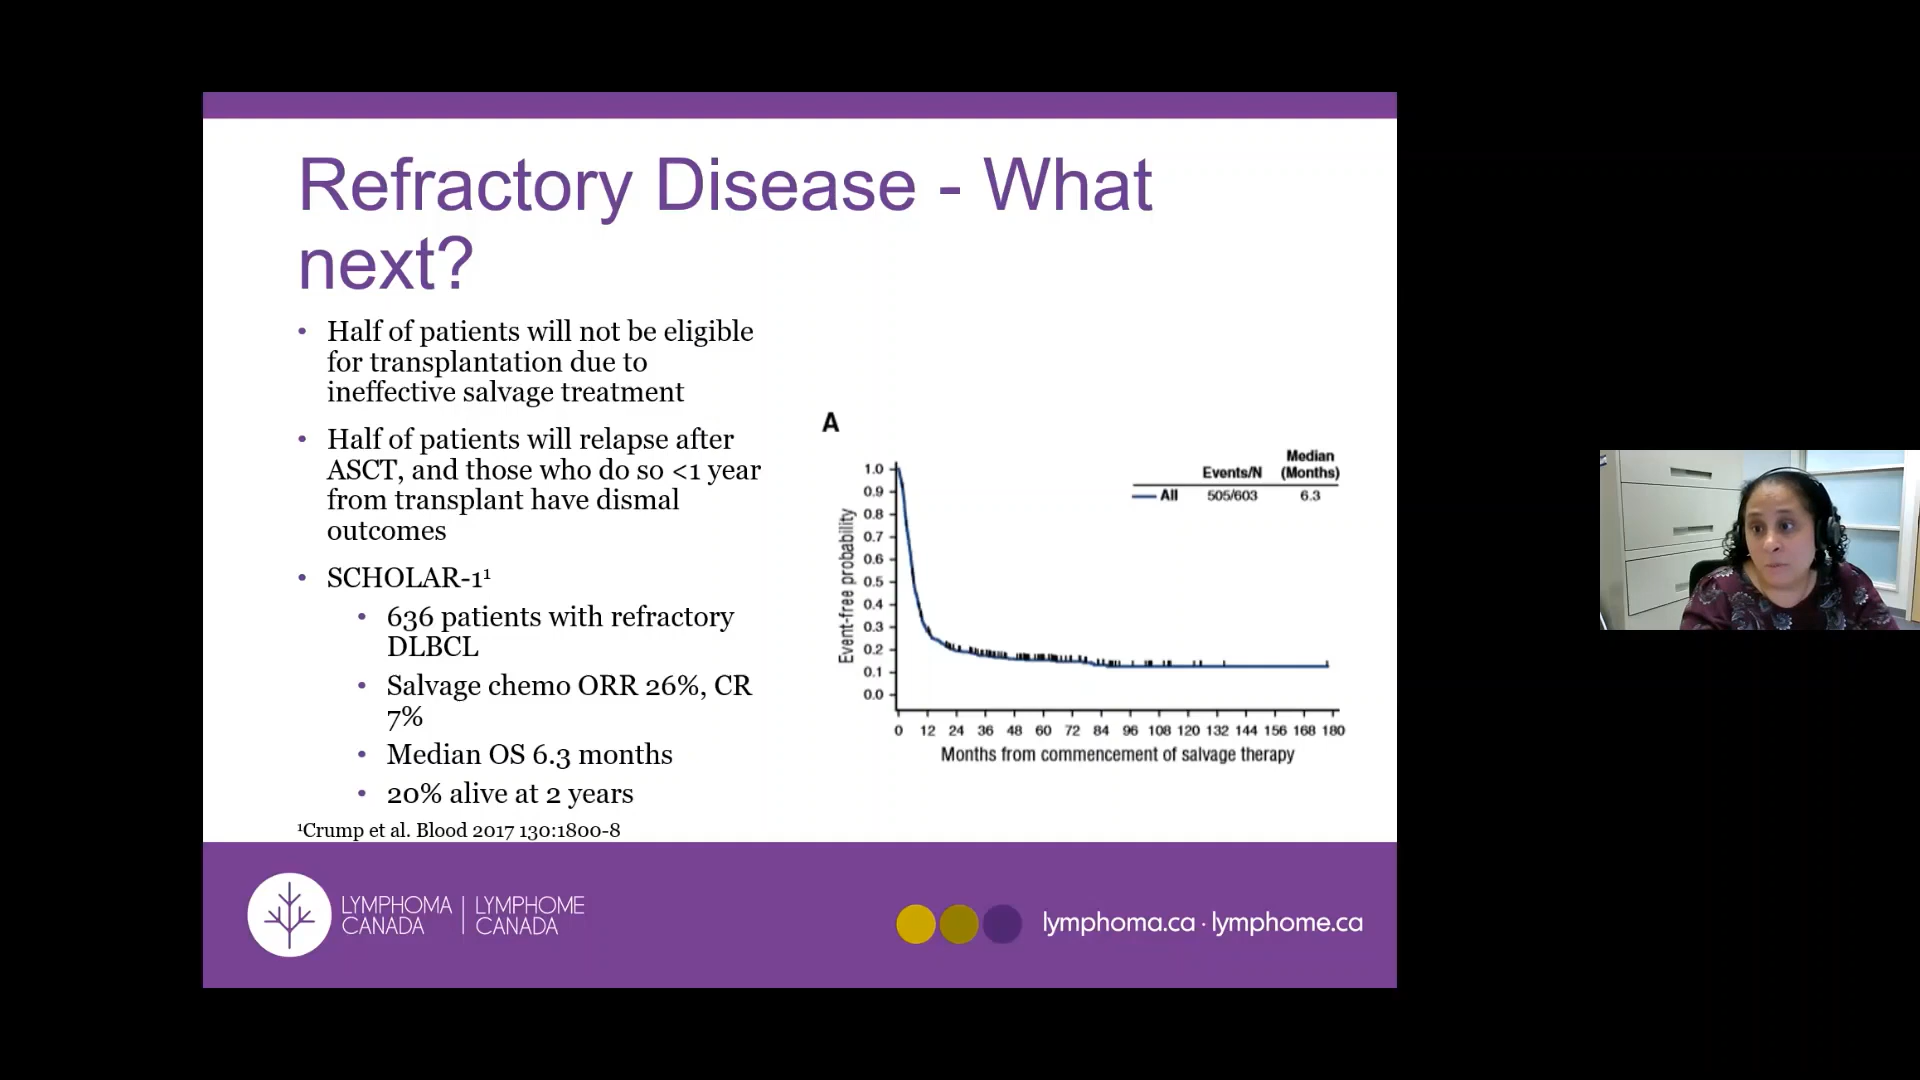 Refractory Disease - What
next?
• Half of patients will not be eligible
for transplantation due to
ineffective salvage treatment
• Half of patients will relapse after
ASCT, and those who do so <1 year
from transplant have dismal
outcomes
• SCHOLAR-1¹
• 636 patients with refractory
DLBCL
• Salvage chemo ORR 26%, CR
7%
• Median OS 6.3 months
• 20% alive at 2 years
¹Crump et al. Blood 2017 130:1800-8
A
Median
Events/N (Months)
All 505/603 6.3
Event-free probability
1.0
0.9
0.8
0.7
0.6
0.5
0.4
0.3
0.2
0.1
0.0
0 12 24 36 48 60 72 84 96 108 120 132 144 156 168 180
Months from commencement of salvage therapy
LYMPHOMA | LYMPHOME
CANADA | CANADA
lymphoma.ca · lymphome.ca